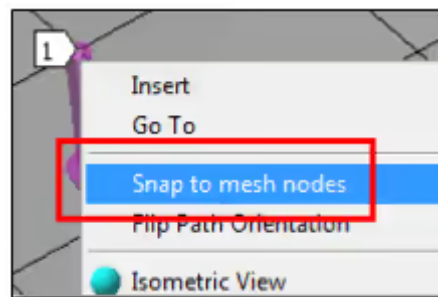 1
Insert
Go To
Snap to mesh nodes
Flip Path Orientation
Isometric View